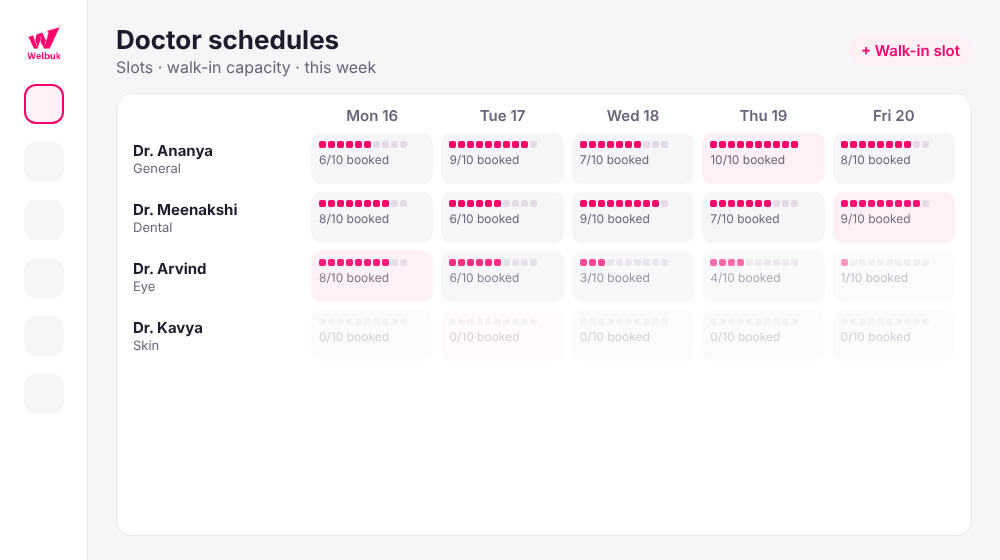 Welbuk
Doctor schedules
Slots · walk-in capacity · this week
+ Walk-in slot
Mon 16 Tue 17 Wed 18 Thu 19 Fri 20
Dr. Ananya
General
6/10 booked 9/10 booked 7/10 booked 10/10 booked 8/10 booked
Dr. Meenakshi
Dental
8/10 booked 6/10 booked 9/10 booked 7/10 booked 9/10 booked
Dr. Arvind
Eye
8/10 booked 6/10 booked 3/10 booked 4/10 booked 1/10 booked
Dr. Kavya
Skin
0/10 booked 0/10 booked 0/10 booked 0/10 booked 0/10 booked